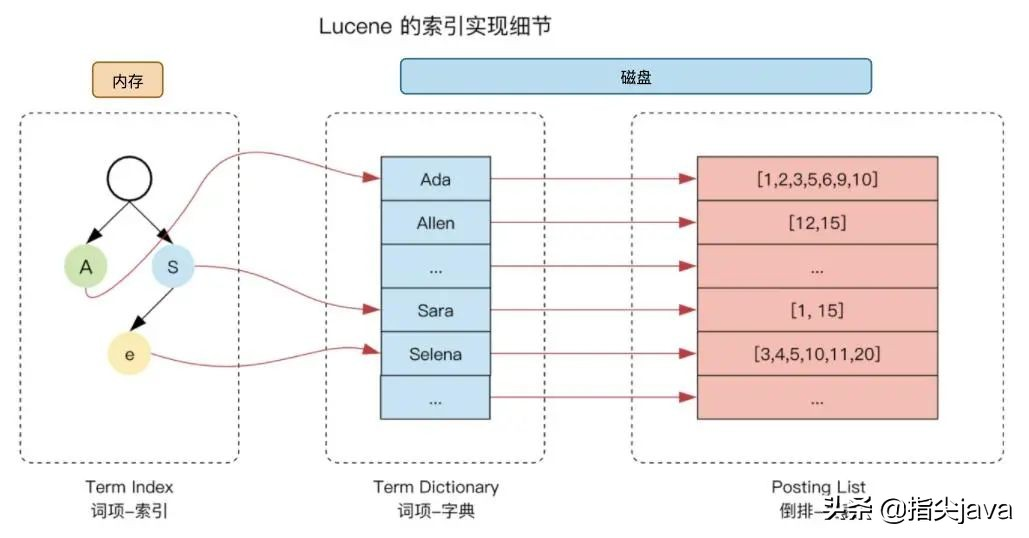 Lucene 的索引实现细节
内存
磁盘
A
S
e
Ada
Allen
...
Sara
Selena
...
[1,2,3,5,6,9,10]
[12,15]
...
[1, 15]
[3,4,5,10,11,20]
...
Term Index
词项-索引
Term Dictionary
词项-字典
Posting List
倒排
头条 @指尖java